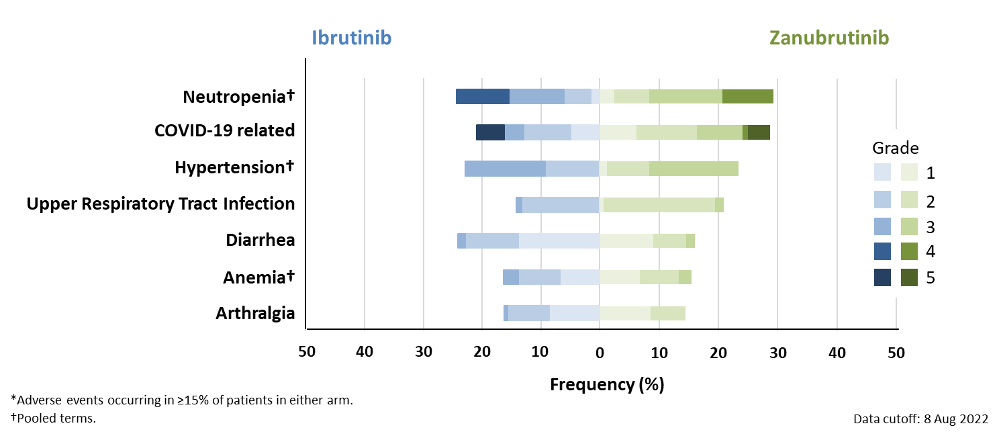 Ibrutinib
Zanubrutinib
Neutropenia†
COVID-19 related
Hypertension†
Upper Respiratory Tract Infection
Diarrhea
Anemia†
Arthralgia
Grade
1
2
3
4
5
50 40 30 20 10 0 10 20 30 40 50
Frequency (%)
*Adverse events occurring in ≥15% of patients in either arm.
†Pooled terms.
Data cutoff: 8 Aug 2022